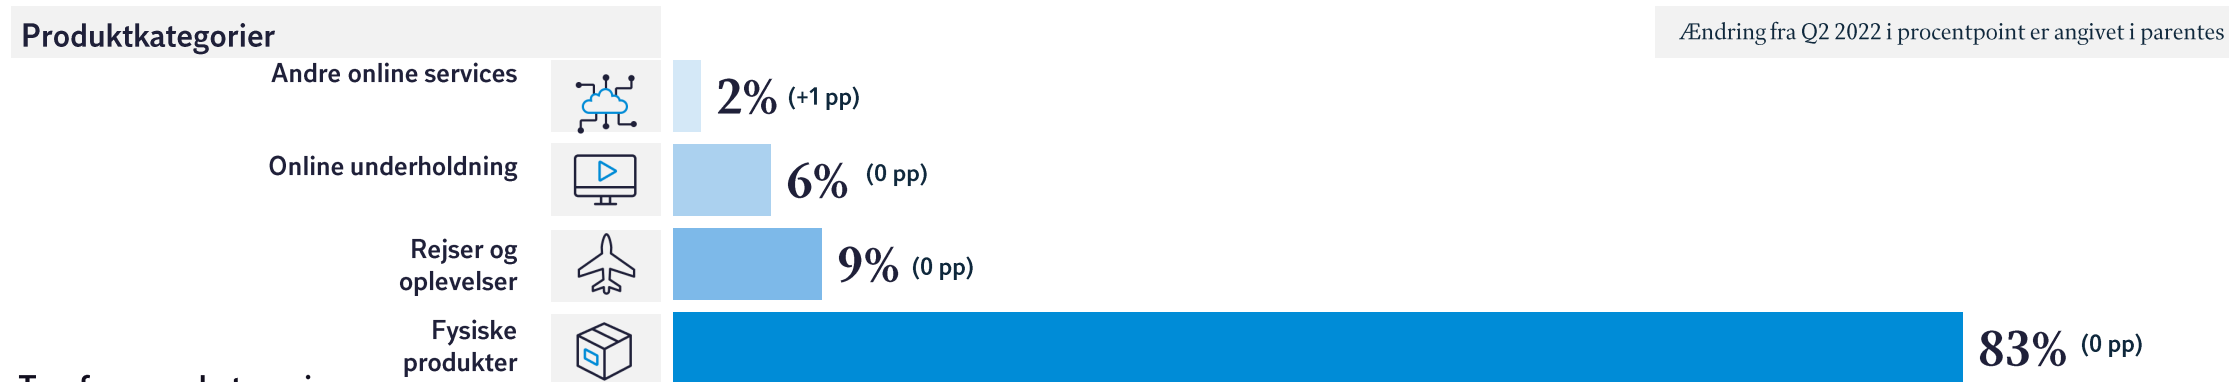 Produktkategorier
Ændring fra Q2 2022 i procentpoint er angivet i parentes
Andre online services
2% (+1 pp)
Online underholdning
6% (0 pp)
Rejser og
oplevelser
9% (0 pp)
Fysiske
produkter
83% (0 pp)